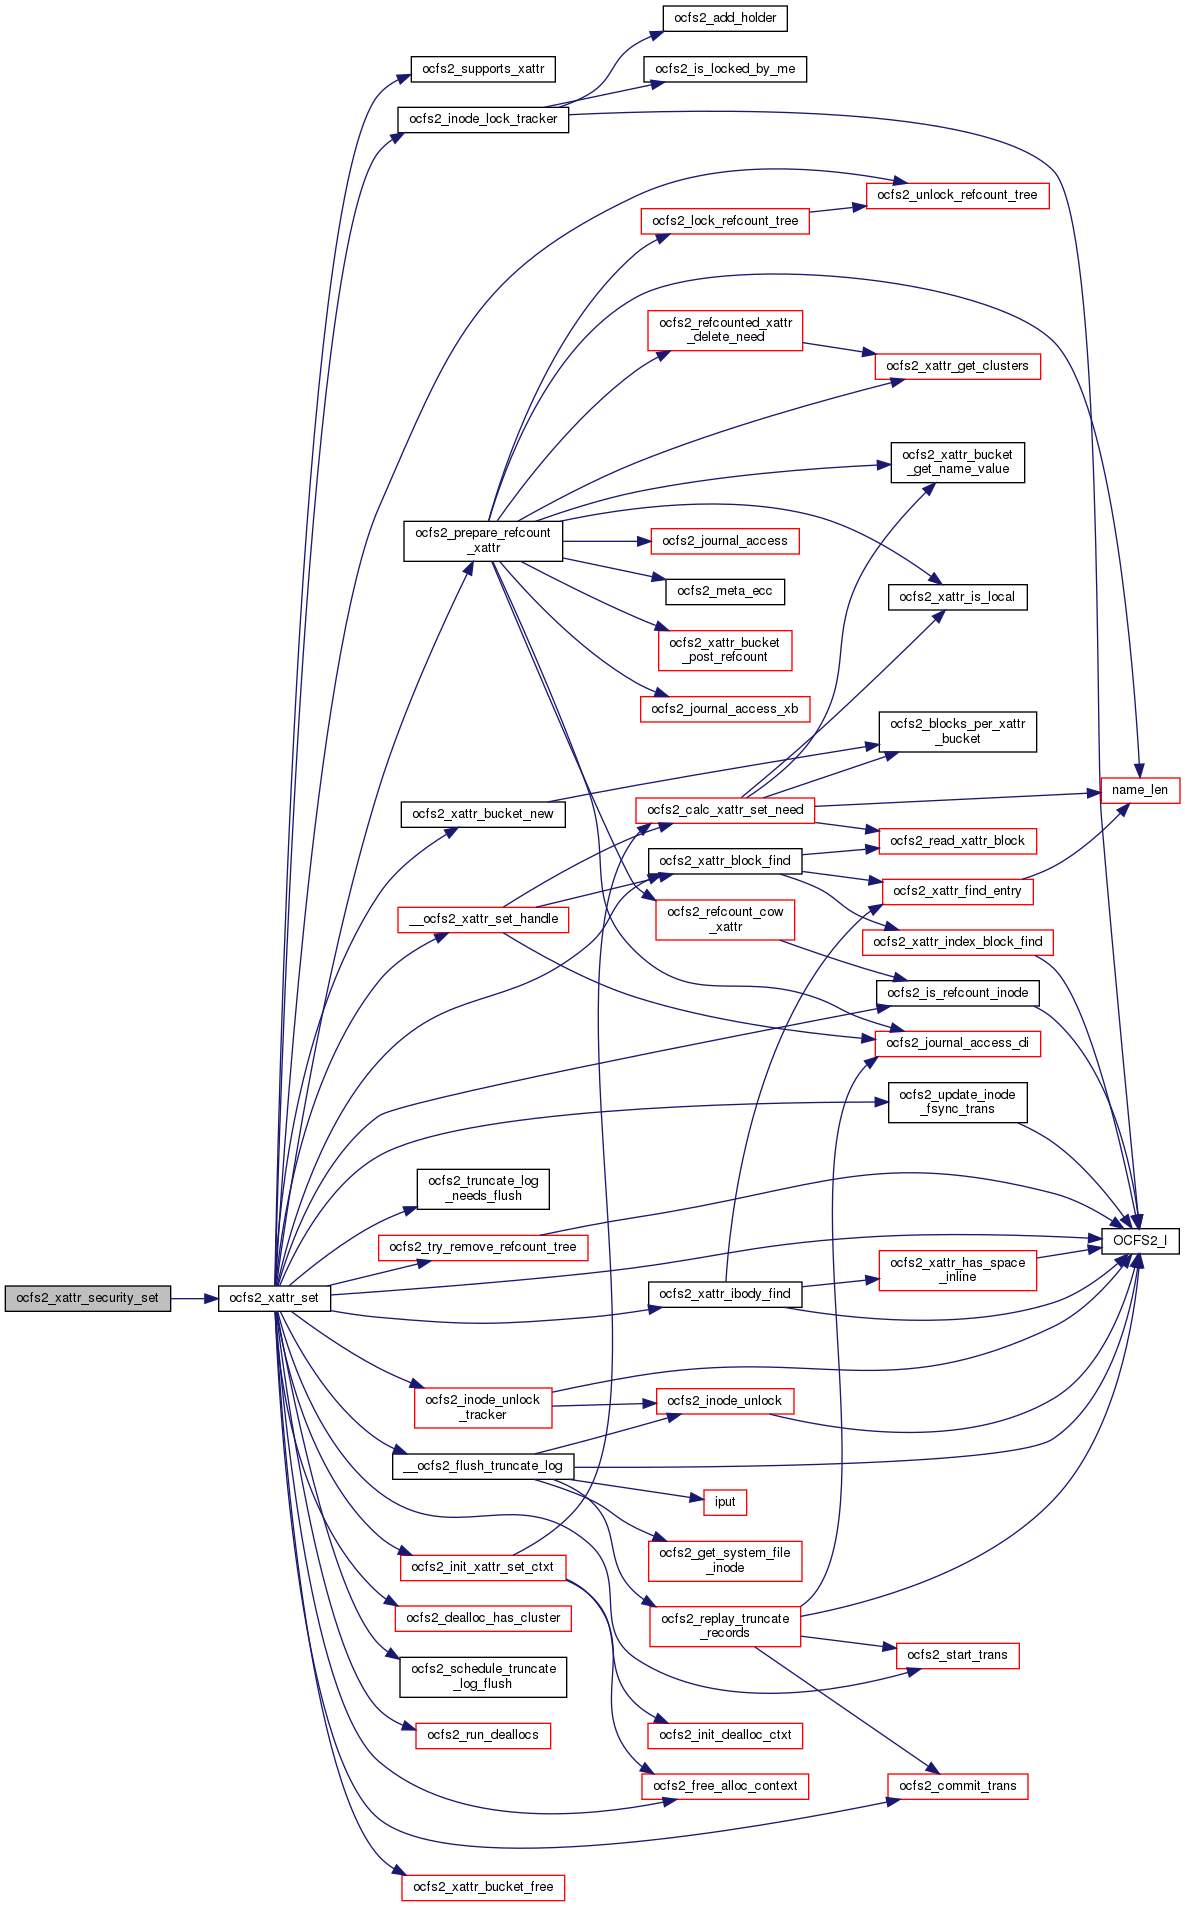 ocfs2_add_holder
ocfs2_supports_xattr
ocfs2_is_locked_by_me
ocfs2_inode_lock_tracker
ocfs2_unlock_refcount_tree
ocfs2_lock_refcount_tree
ocfs2_refcounted_xattr
_delete_need
ocfs2_xattr_get_clusters
ocfs2_xattr_bucket
_get_name_value
ocfs2_prepare_refcount
_xattr
ocfs2_journal_access
ocfs2_meta_ecc
ocfs2_xattr_is_local
ocfs2_xattr_bucket
_post_refcount
ocfs2_journal_access_xb
ocfs2_blocks_per_xattr
_bucket
name_len
ocfs2_xattr_bucket_new
ocfs2_calc_xattr_set_need
ocfs2_read_xattr_block
ocfs2_xattr_block_find
ocfs2_xattr_find_entry
__ocfs2_xattr_set_handle
ocfs2_refcount_cow
_xattr
ocfs2_xattr_index_block_find
ocfs2_is_refcount_inode
ocfs2_journal_access_di
ocfs2_update_inode
_fsync_trans
ocfs2_truncate_log
_needs_flush
ocfs2_try_remove_refcount_tree
OCFS2_I
ocfs2_xattr_has_space
_inline
ocfs2_xattr_security_set
ocfs2_xattr_set
ocfs2_xattr_ibody_find
ocfs2_inode_unlock
_tracker
ocfs2_inode_unlock
__ocfs2_flush_truncate_log
iput
ocfs2_get_system_file
_inode
ocfs2_init_xattr_set_ctxt
ocfs2_dealloc_has_cluster
ocfs2_replay_truncate
_records
ocfs2_start_trans
ocfs2_schedule_truncate
_log_flush
ocfs2_run_deallocs
ocfs2_init_dealloc_ctxt
ocfs2_free_alloc_context
ocfs2_commit_trans
ocfs2_xattr_bucket_free